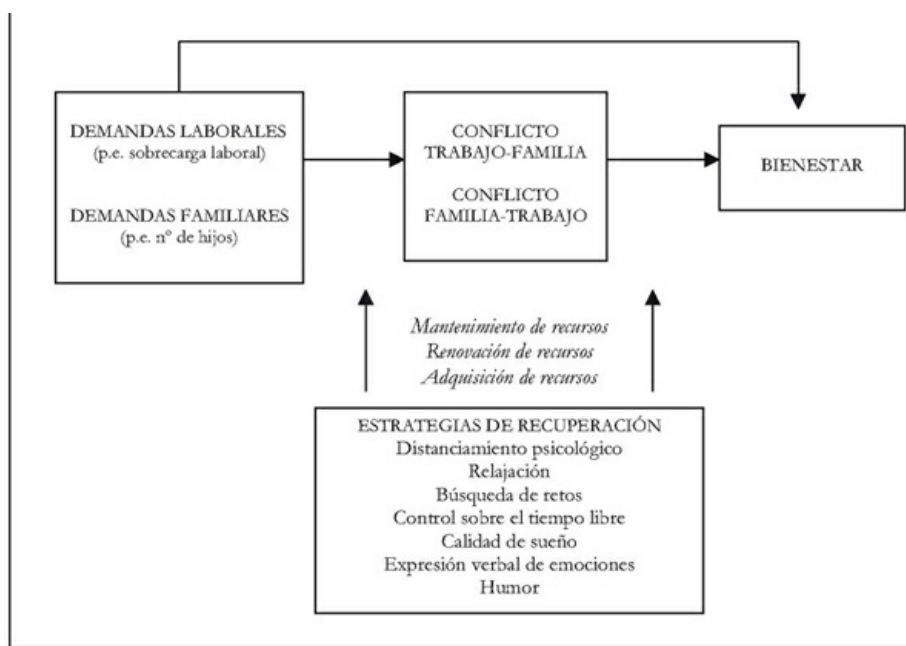 DEMANDAS LABORALES
(p.e. sobrecarga laboral)
DEMANDAS FAMILIARES
(p.e. nº de hijos)
CONFLICTO
TRABAJO-FAMILIA
CONFLICTO
FAMILIA-TRABAJO
BIENESTAR
Mantenimiento de recursos
Renovación de recursos
Adquisición de recursos
ESTRATEGIAS DE RECUPERACIÓN
Distanciamiento psicológico
Relajación
Búsqueda de retos
Control sobre el tiempo libre
Calidad de sueño
Expresión verbal de emociones
Humor